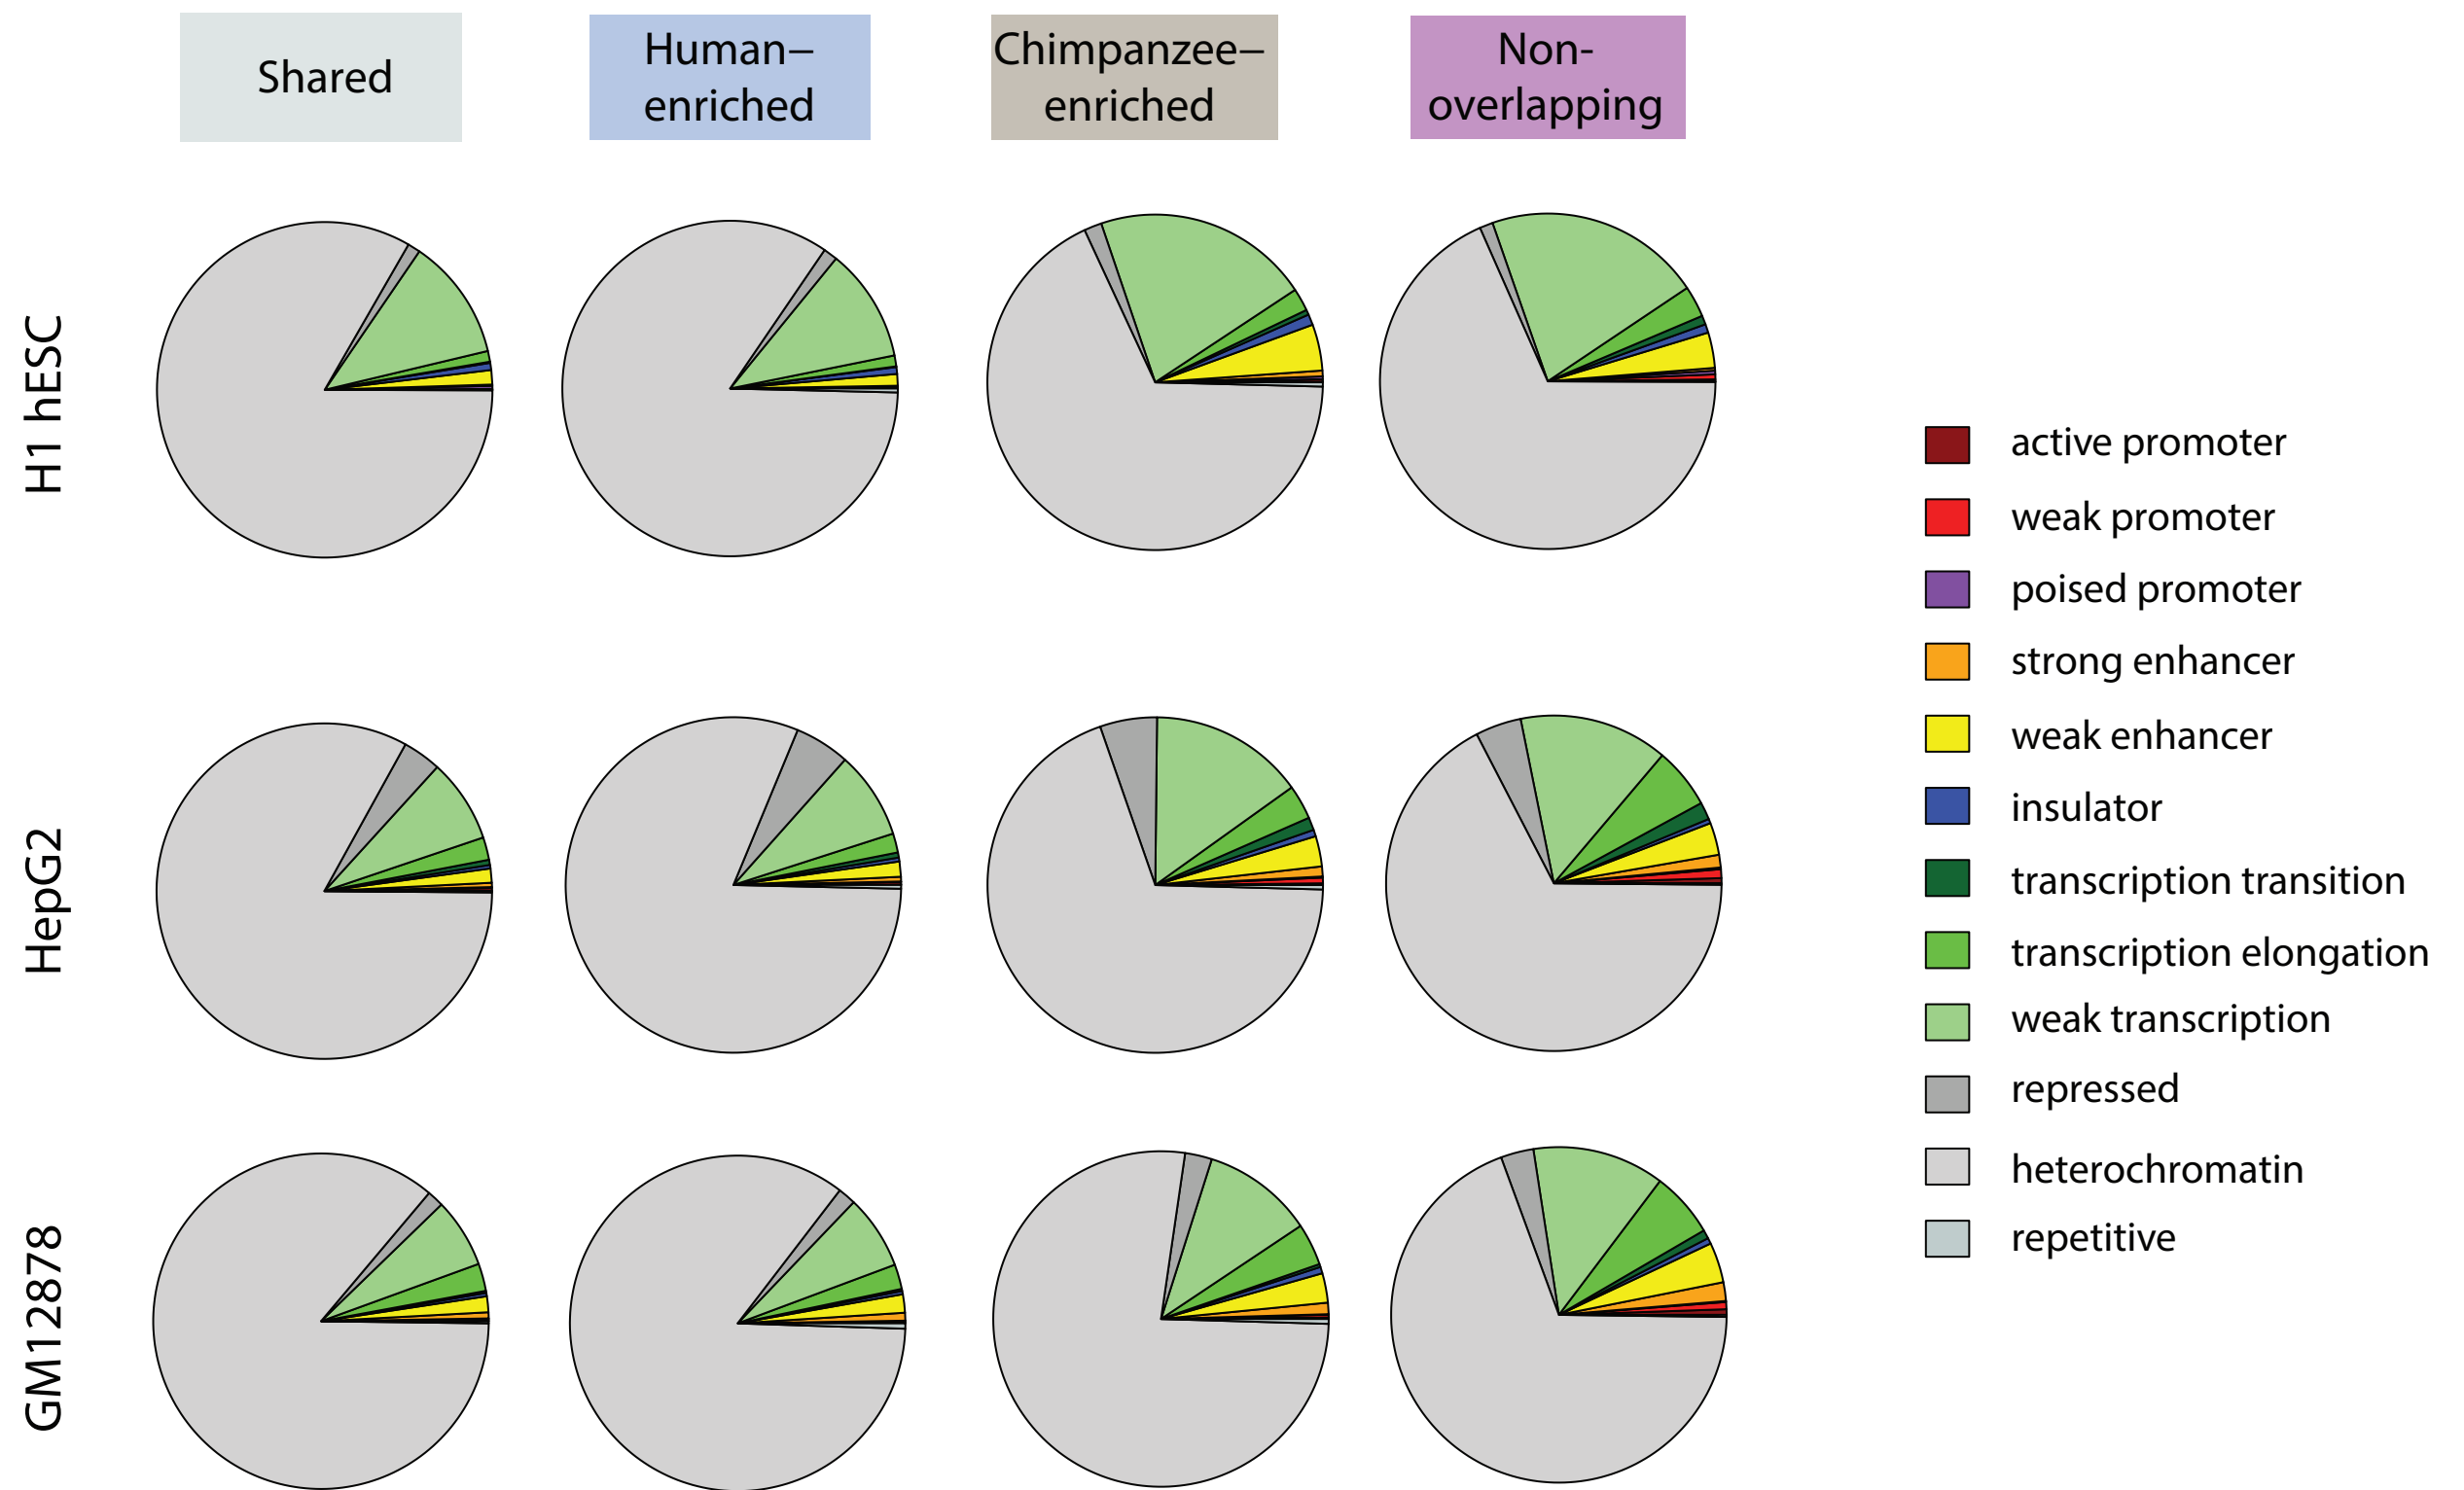 Shared
Human–
enriched
Chimpanzee–
enriched
Non-
overlapping
H1 hESC
HepG2
GM12878
active promoter
weak promoter
poised promoter
strong enhancer
weak enhancer
insulator
transcription transition
transcription elongation
weak transcription
repressed
heterochromatin
repetitive